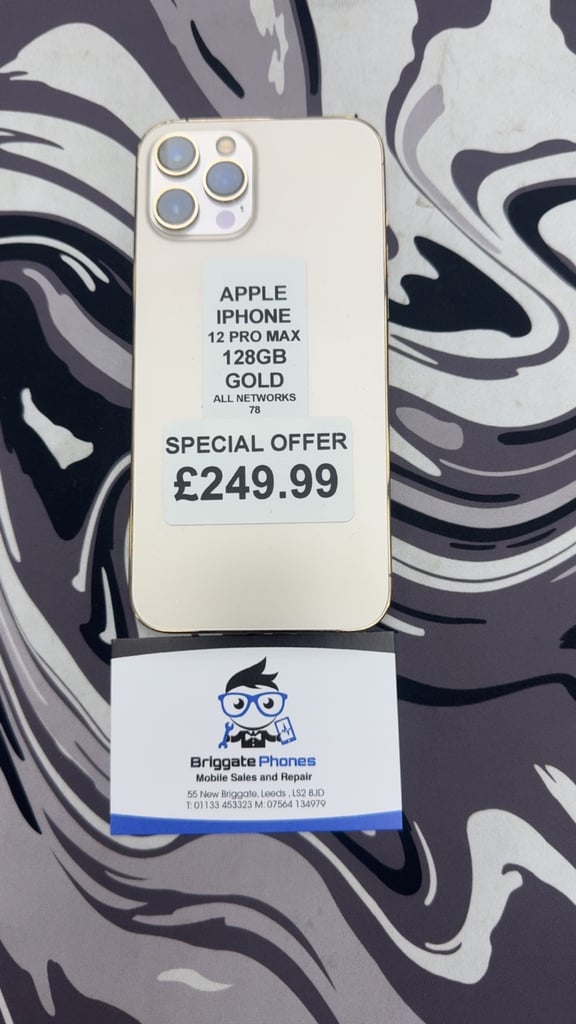 APPLE
IPHONE
12 PRO MAX
128GB
GOLD
ALL NETWORKS
78
SPECIAL OFFER
£249.99
Briggate Phones
Mobile Sales and Repair
55 New Briggate, Leeds , LS2 8JD
T: 01133 453323 M: 07564 134979